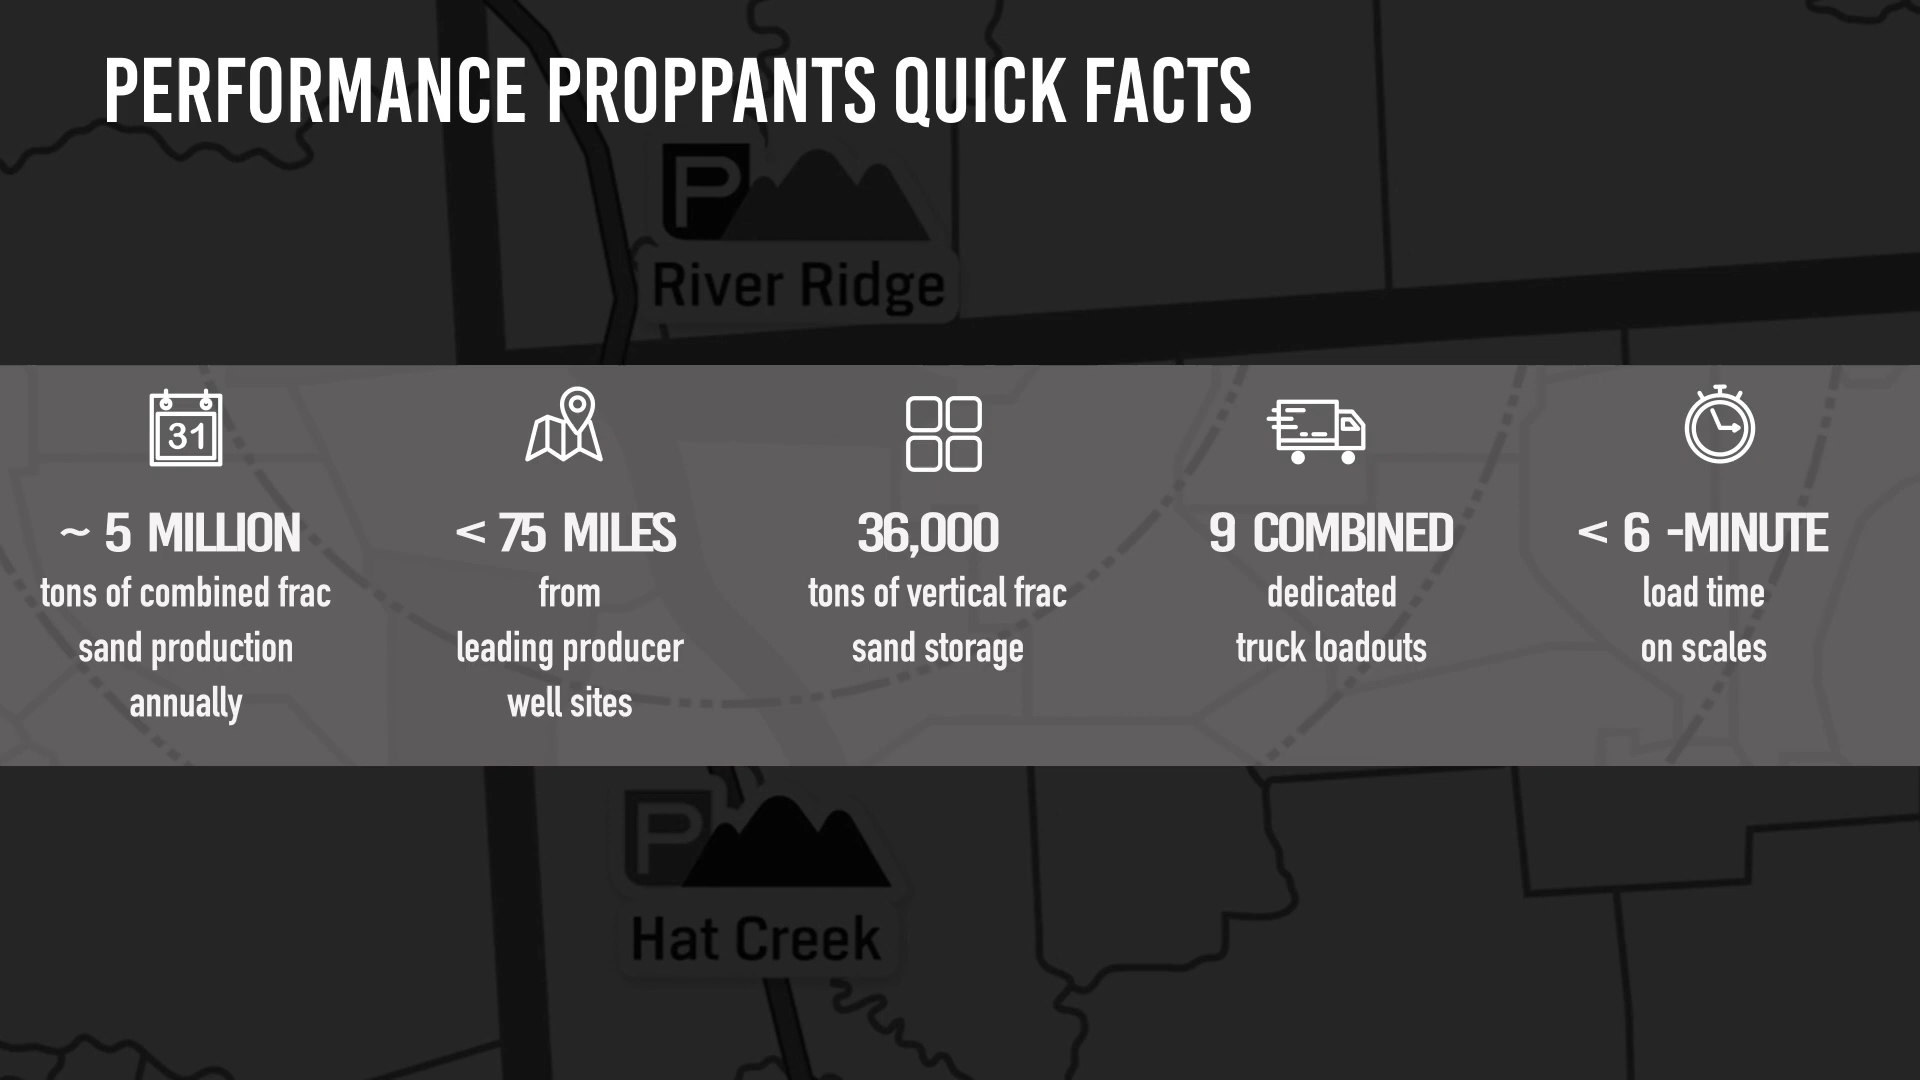 PERFORMANCE PROPPANTS QUICK FACTS
P
River Ridge
31
~ 5 MILLION
tons of combined frac
sand production
annually
< 75 MILES
from
leading producer
well sites
36,000
tons of vertical frac
sand storage
9 COMBINED
dedicated
truck loadouts
< 6 -MINUTE
load time
on scales
P
Hat Creek